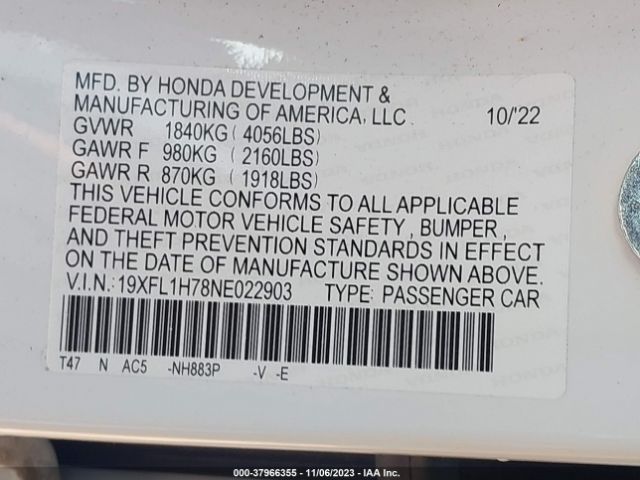 MFD. BY HONDA DEVELOPMENT &
MANUFACTURING OF AMERICA, LLC. 10/'22
GVWR 1840KG ( 4056LBS)
GAWR F 980KG ( 2160LBS)
GAWR R 870KG ( 1918LBS)
THIS VEHICLE CONFORMS TO ALL APPLICABLE
FEDERAL MOTOR VEHICLE SAFETY , BUMPER ,
AND THEFT PREVENTION STANDARDS IN EFFECT
ON THE DATE OF MANUFACTURE SHOWN ABOVE.
V.I.N.:19XFL1H78NE022903 TYPE: PASSENGER CAR
T47 N AC5 -NH883P -V -E
000-37966355 | 11/06/2023 | IAA Holdings, LLC